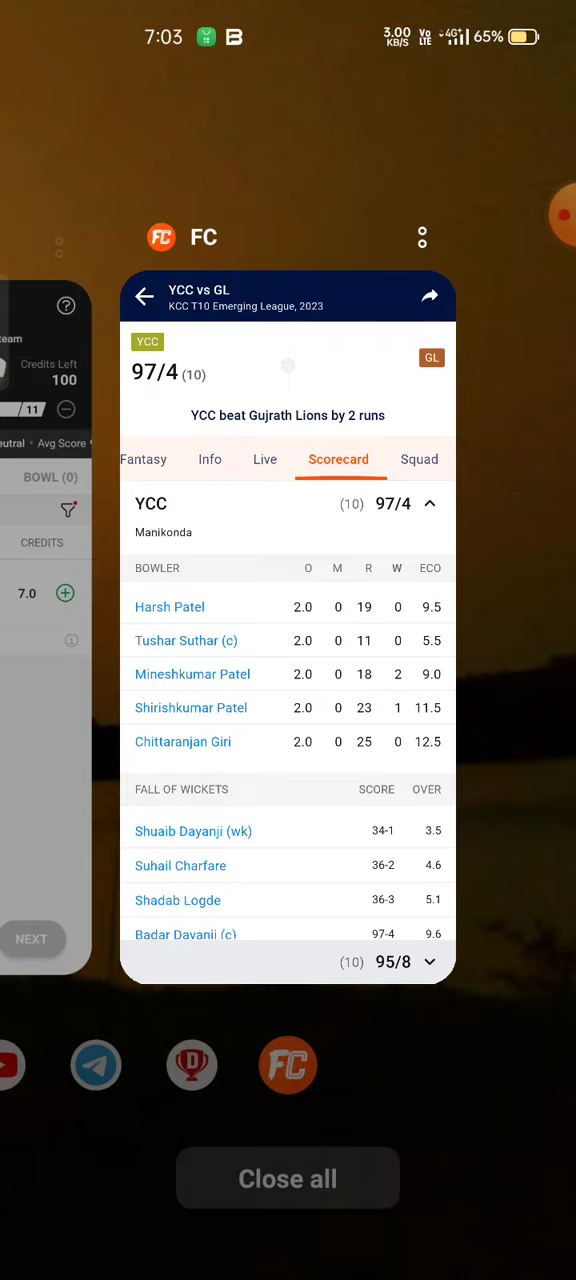 7:03 B 3.00 KB/S Vo LTE 4G 65%
FC FC
YCC vs GL
KCC T10 Emerging League, 2023
YCC
97/4 (10)
GL
YCC beat Gujrath Lions by 2 runs
Fantasy Info Live Scorecard Squad
YCC (10) 97/4
Manikonda
BOWLER O M R W ECO
Harsh Patel 2.0 0 19 0 9.5
Tushar Suthar (c) 2.0 0 11 0 5.5
Mineshkumar Patel 2.0 0 18 2 9.0
Shirishkumar Patel 2.0 0 23 1 11.5
Chittaranjan Giri 2.0 0 25 0 12.5
FALL OF WICKETS SCORE OVER
Shuaib Dayanji (wk) 34-1 3.5
Suhail Charfare 36-2 4.6
Shadab Logde 36-3 5.1
Badar Dayanji (c) 97-4 9.6
(10) 95/8
?
eam
Credits Left
100
11
eutral • Avg Score
BOWL (0)
CREDITS
7.0
NEXT
D
FC
Close all